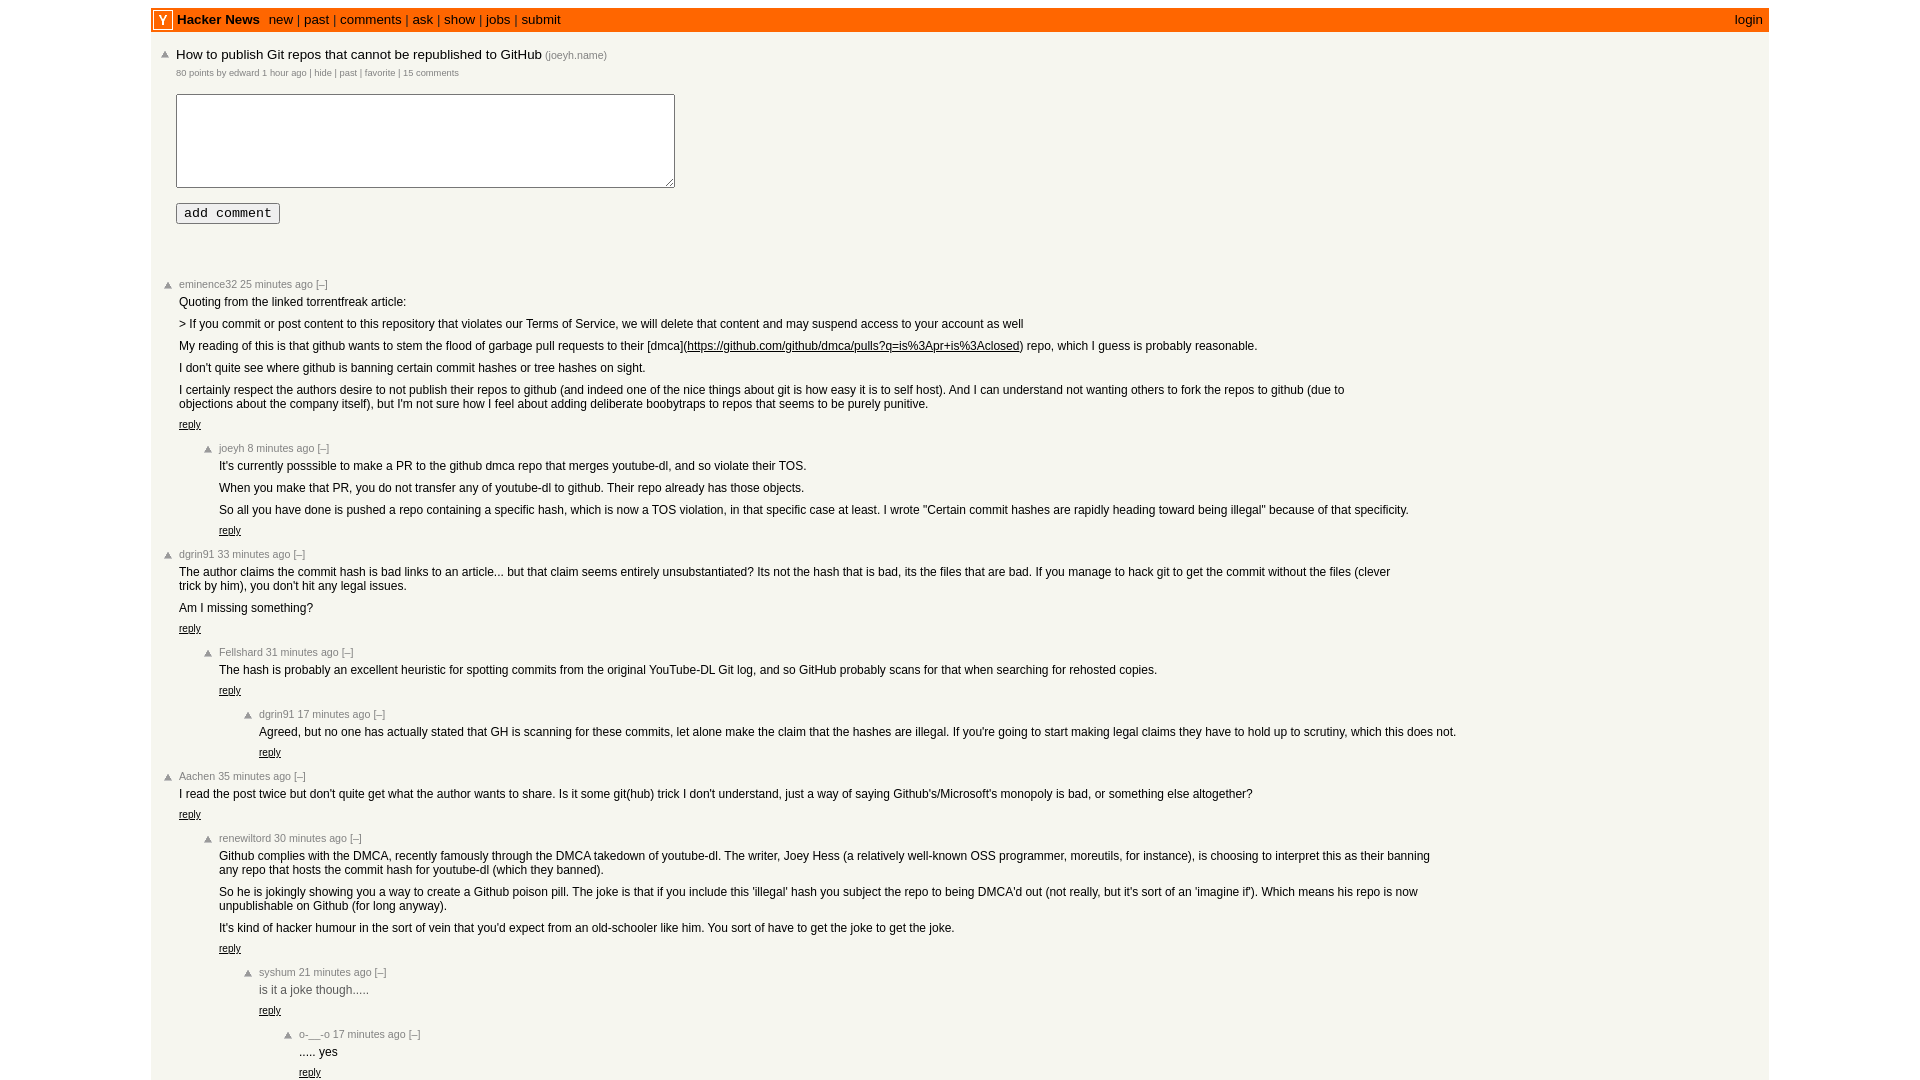 Y Hacker News new | past | comments | ask | show | jobs | submit login
How to publish Git repos that cannot be republished to GitHub (joeyh.name)
80 points by edward 1 hour ago | hide | past | favorite | 15 comments
add comment
eminence32 25 minutes ago [–]
Quoting from the linked torrentfreak article:
> If you commit or post content to this repository that violates our Terms of Service, we will delete that content and may suspend access to your account as well
My reading of this is that github wants to stem the flood of garbage pull requests to their [dmca](https://github.com/github/dmca/pulls?q=is%3Apr+is%3Aclosed) repo, which I guess is probably reasonable.
I don't quite see where github is banning certain commit hashes or tree hashes on sight.
I certainly respect the authors desire to not publish their repos to github (and indeed one of the nice things about git is how easy it is to self host). And I can understand not wanting others to fork the repos to github (due to
objections about the company itself), but I'm not sure how I feel about adding deliberate boobytraps to repos that seems to be purely punitive.
reply
joeyh 8 minutes ago [–]
It's currently posssible to make a PR to the github dmca repo that merges youtube-dl, and so violate their TOS.
When you make that PR, you do not transfer any of youtube-dl to github. Their repo already has those objects.
So all you have done is pushed a repo containing a specific hash, which is now a TOS violation, in that specific case at least. I wrote "Certain commit hashes are rapidly heading toward being illegal" because of that specificity.
reply
dgrin91 33 minutes ago [–]
The author claims the commit hash is bad links to an article... but that claim seems entirely unsubstantiated? Its not the hash that is bad, its the files that are bad. If you manage to hack git to get the commit without the files (clever
trick by him), you don't hit any legal issues.
Am I missing something?
reply
Fellshard 31 minutes ago [–]
The hash is probably an excellent heuristic for spotting commits from the original YouTube-DL Git log, and so GitHub probably scans for that when searching for rehosted copies.
reply
dgrin91 17 minutes ago [–]
Agreed, but no one has actually stated that GH is scanning for these commits, let alone make the claim that the hashes are illegal. If you're going to start making legal claims they have to hold up to scrutiny, which this does not.
reply
Aachen 35 minutes ago [–]
I read the post twice but don't quite get what the author wants to share. Is it some git(hub) trick I don't understand, just a way of saying Github's/Microsoft's monopoly is bad, or something else altogether?
reply
renewiltord 30 minutes ago [–]
Github complies with the DMCA, recently famously through the DMCA takedown of youtube-dl. The writer, Joey Hess (a relatively well-known OSS programmer, moreutils, for instance), is choosing to interpret this as their banning
any repo that hosts the commit hash for youtube-dl (which they banned).
So he is jokingly showing you a way to create a Github poison pill. The joke is that if you include this 'illegal' hash you subject the repo to being DMCA'd out (not really, but it's sort of an 'imagine if'). Which means his repo is now
unpublishable on Github (for long anyway).
It's kind of hacker humour in the sort of vein that you'd expect from an old-schooler like him. You sort of have to get the joke to get the joke.
reply
syshum 21 minutes ago [–]
is it a joke though.....
reply
o-__-o 17 minutes ago [–]
..... yes
reply